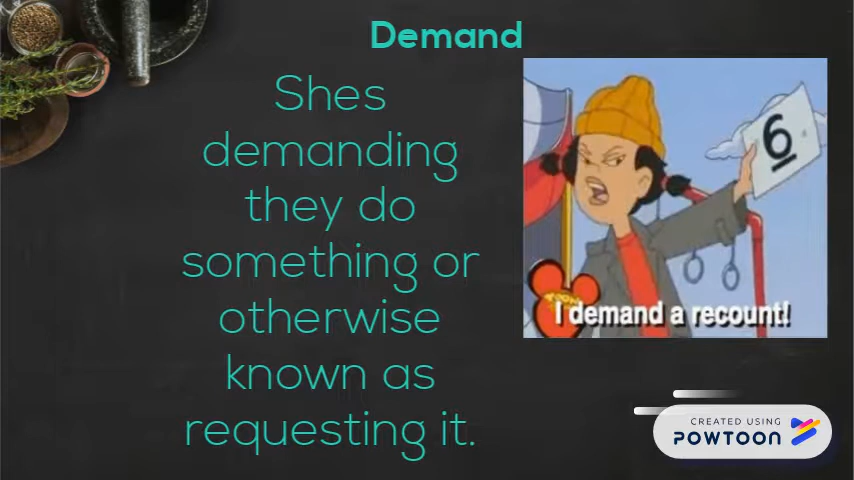 Demand
Shes
demanding
they do
something or
otherwise
known as
requesting it.
6
I demand a recount!
CREATED USING
POWTOON